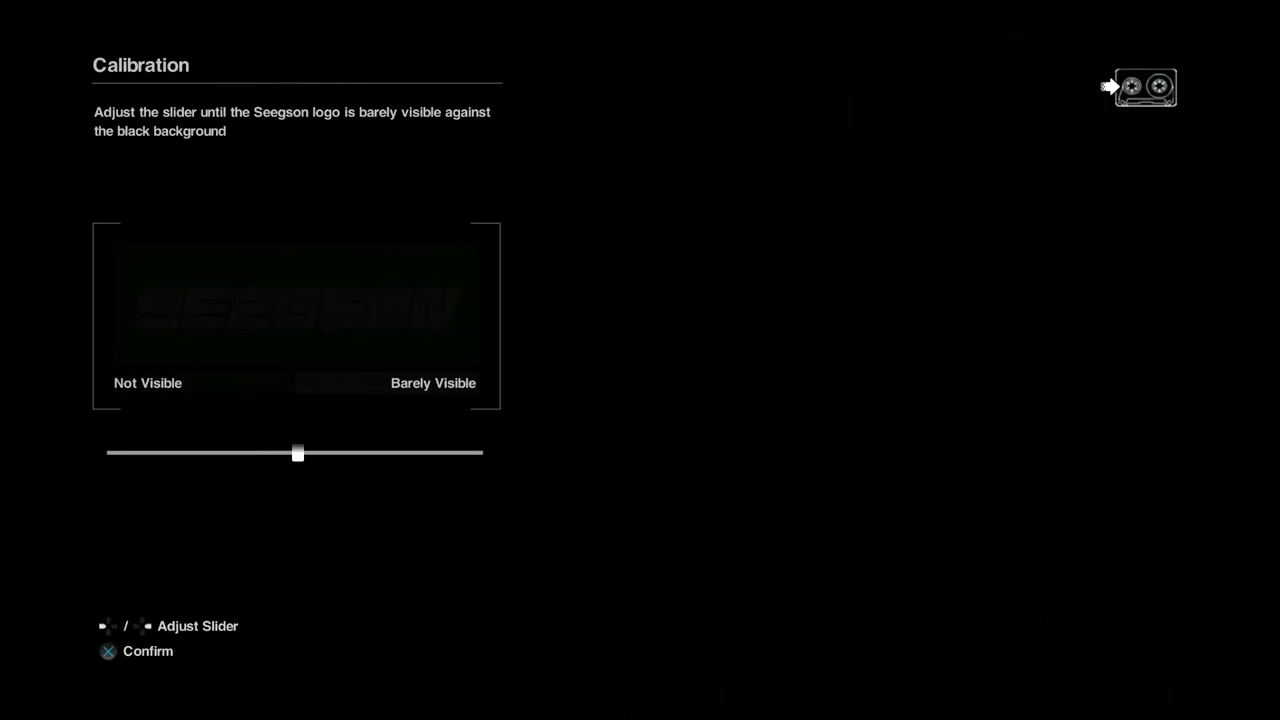 Calibration
Adjust the slider until the Seegson logo is barely visible against
the black background
SEEGSON
Not Visible
Barely Visible
/ Adjust Slider
Confirm